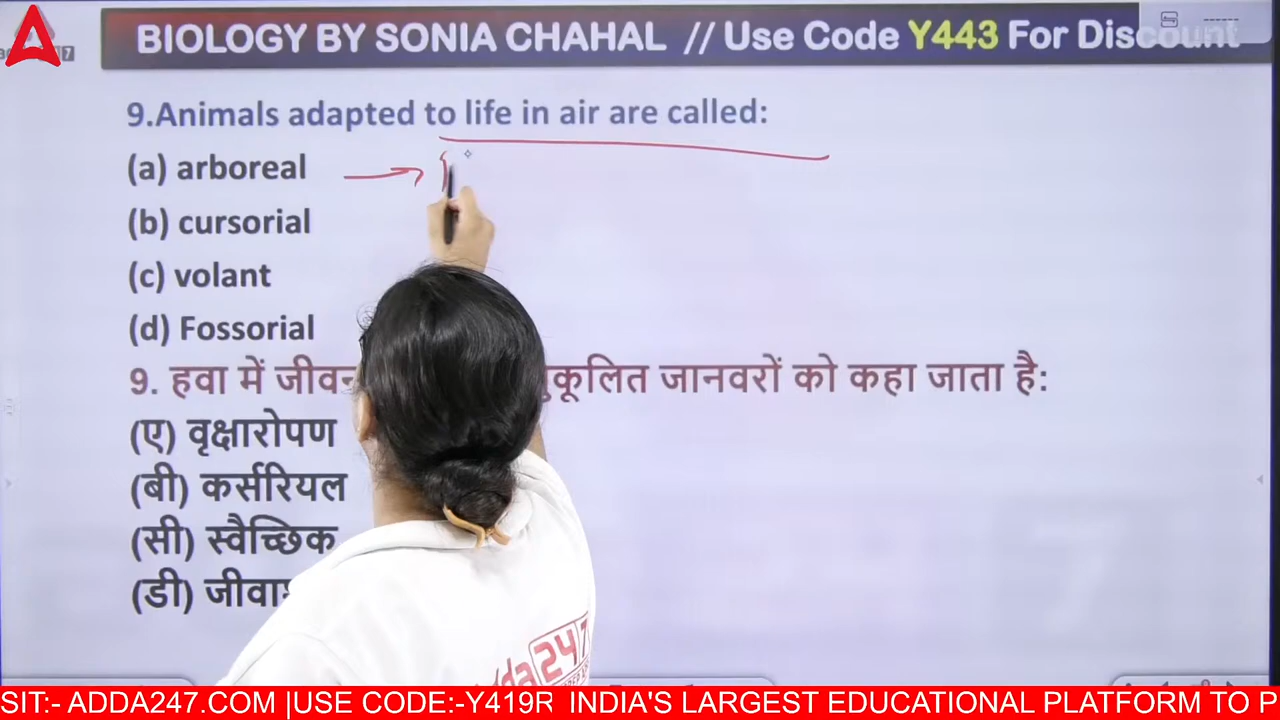 BIOLOGY BY SONIA CHAHAL // Use Code Y443 For Discount
9.Animals adapted to life in air are called:
(a) arboreal
(b) cursorial
(c) volant
(d) Fossorial
9. हवा में जीवन कूलित जानवरों को कहा जाता है:
(ए) वृक्षारोपण
(बी) कर्सरियल
(सी) स्वैच्छिक
(डी)
247
SIT:- ADDA247.COM |USE CODE:-Y419R INDIA'S LARGEST EDUCATIONAL PLATFORM TO P